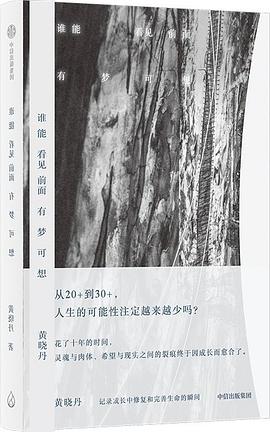 中信出版集团
谁能 看见 前面 有 梦 可 想
黄晓丹 著
谁能 看见 前面
有 梦 可 想
谁能 看见 前面 有 梦 可 想
黄晓丹
从20+到30+,
人生的可能性注定越来越少吗?
花了十年的时间,
灵魂与肉体、希望与现实之间的裂痕终于因成长而愈合了。
黄晓丹 记录成长中修复和完善生命的瞬间 中信出版集团